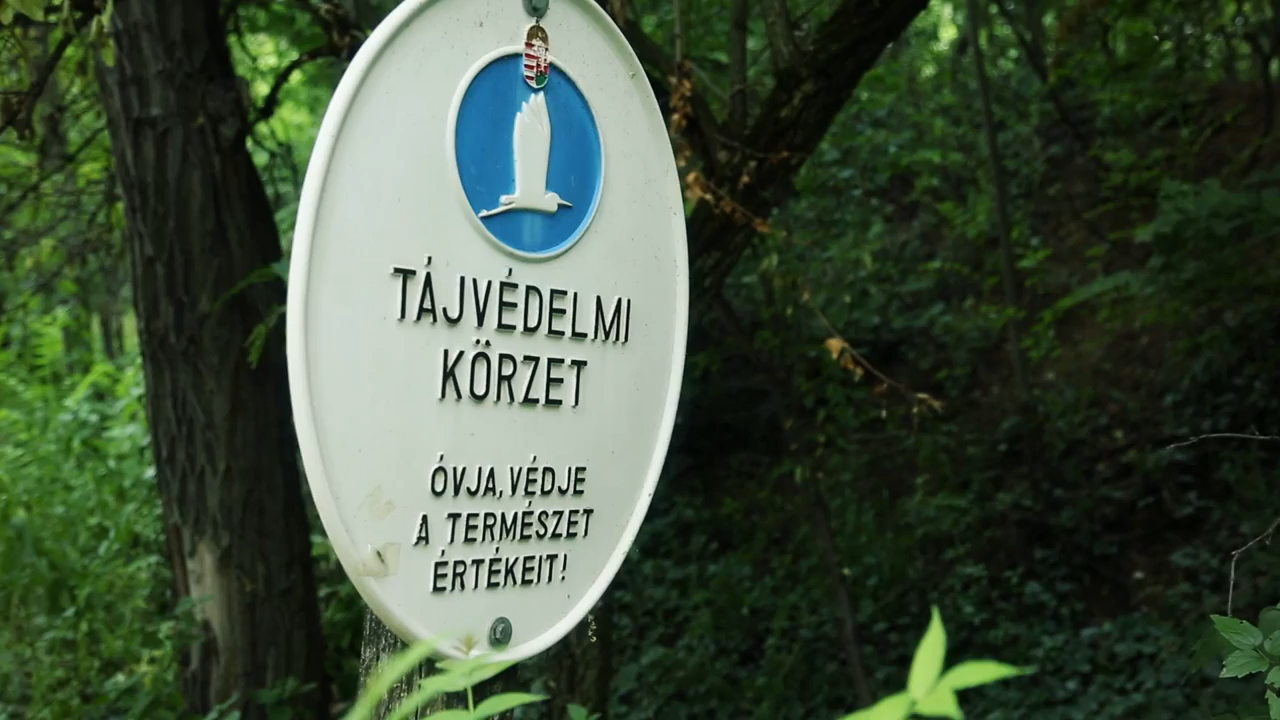 TÁJVÉDELMI
KÖRZET
ÓVJA, VÉDJE
A TERMÉSZET
ÉRTÉKEIT!